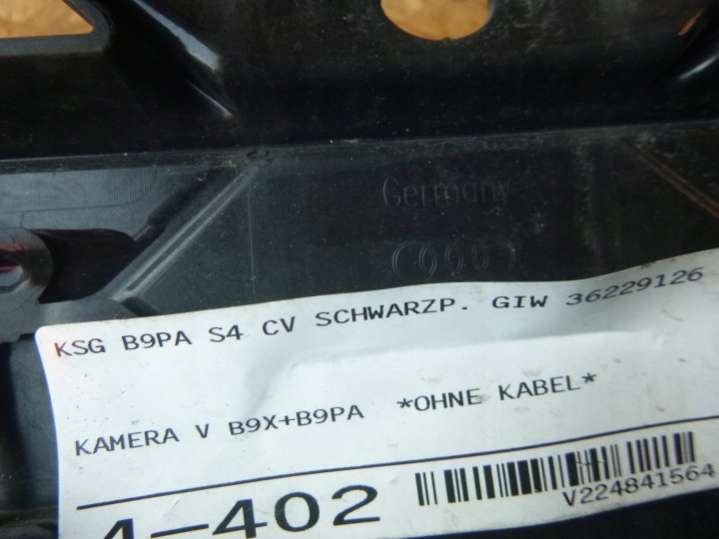 Germany
KSG B9PA S4 CV SCHWARZP. GIW 36229126
KAMERA V B9X+B9PA *OHNE KABEL*
4-402
V224841564